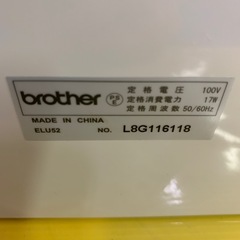 brother
PS
E
定格電圧 100V
定格消費電力 17W
定格周波数 50/60Hz
MADE IN CHINA
ELU52 NO. L8G116118